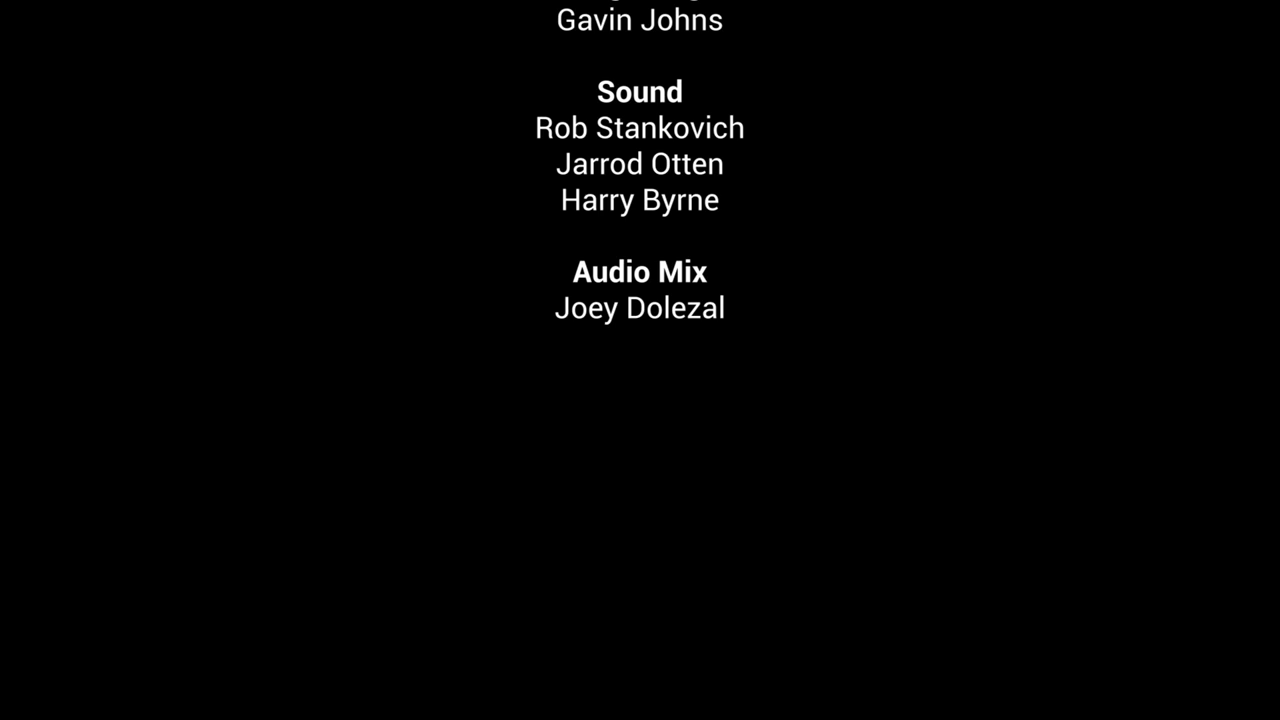 Gavin Johns
Sound
Rob Stankovich
Jarrod Otten
Harry Byrne
Audio Mix
Joey Dolezal